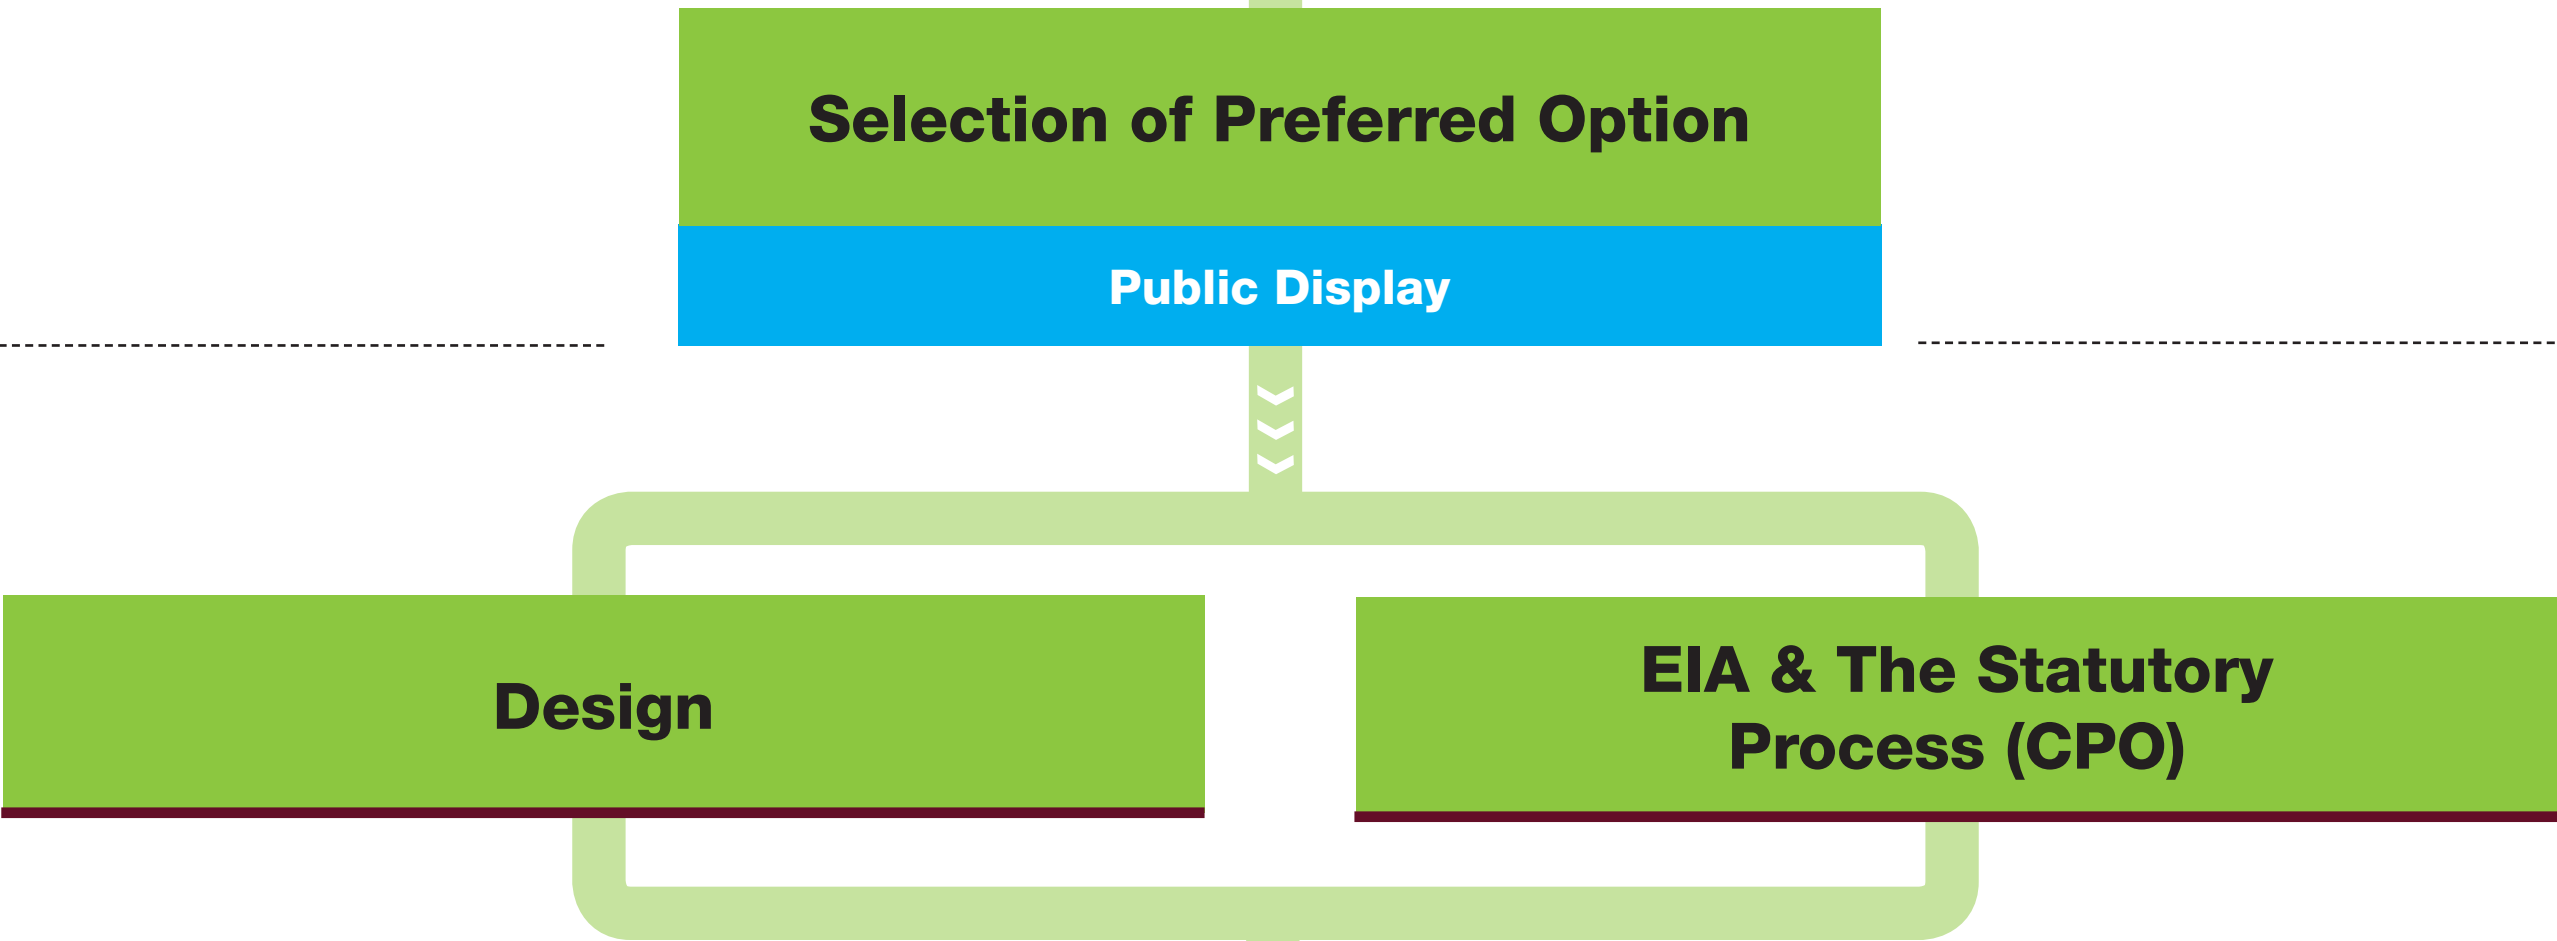 Selection of Preferred Option
Public Display
Design
EIA & The Statutory
Process (CPO)